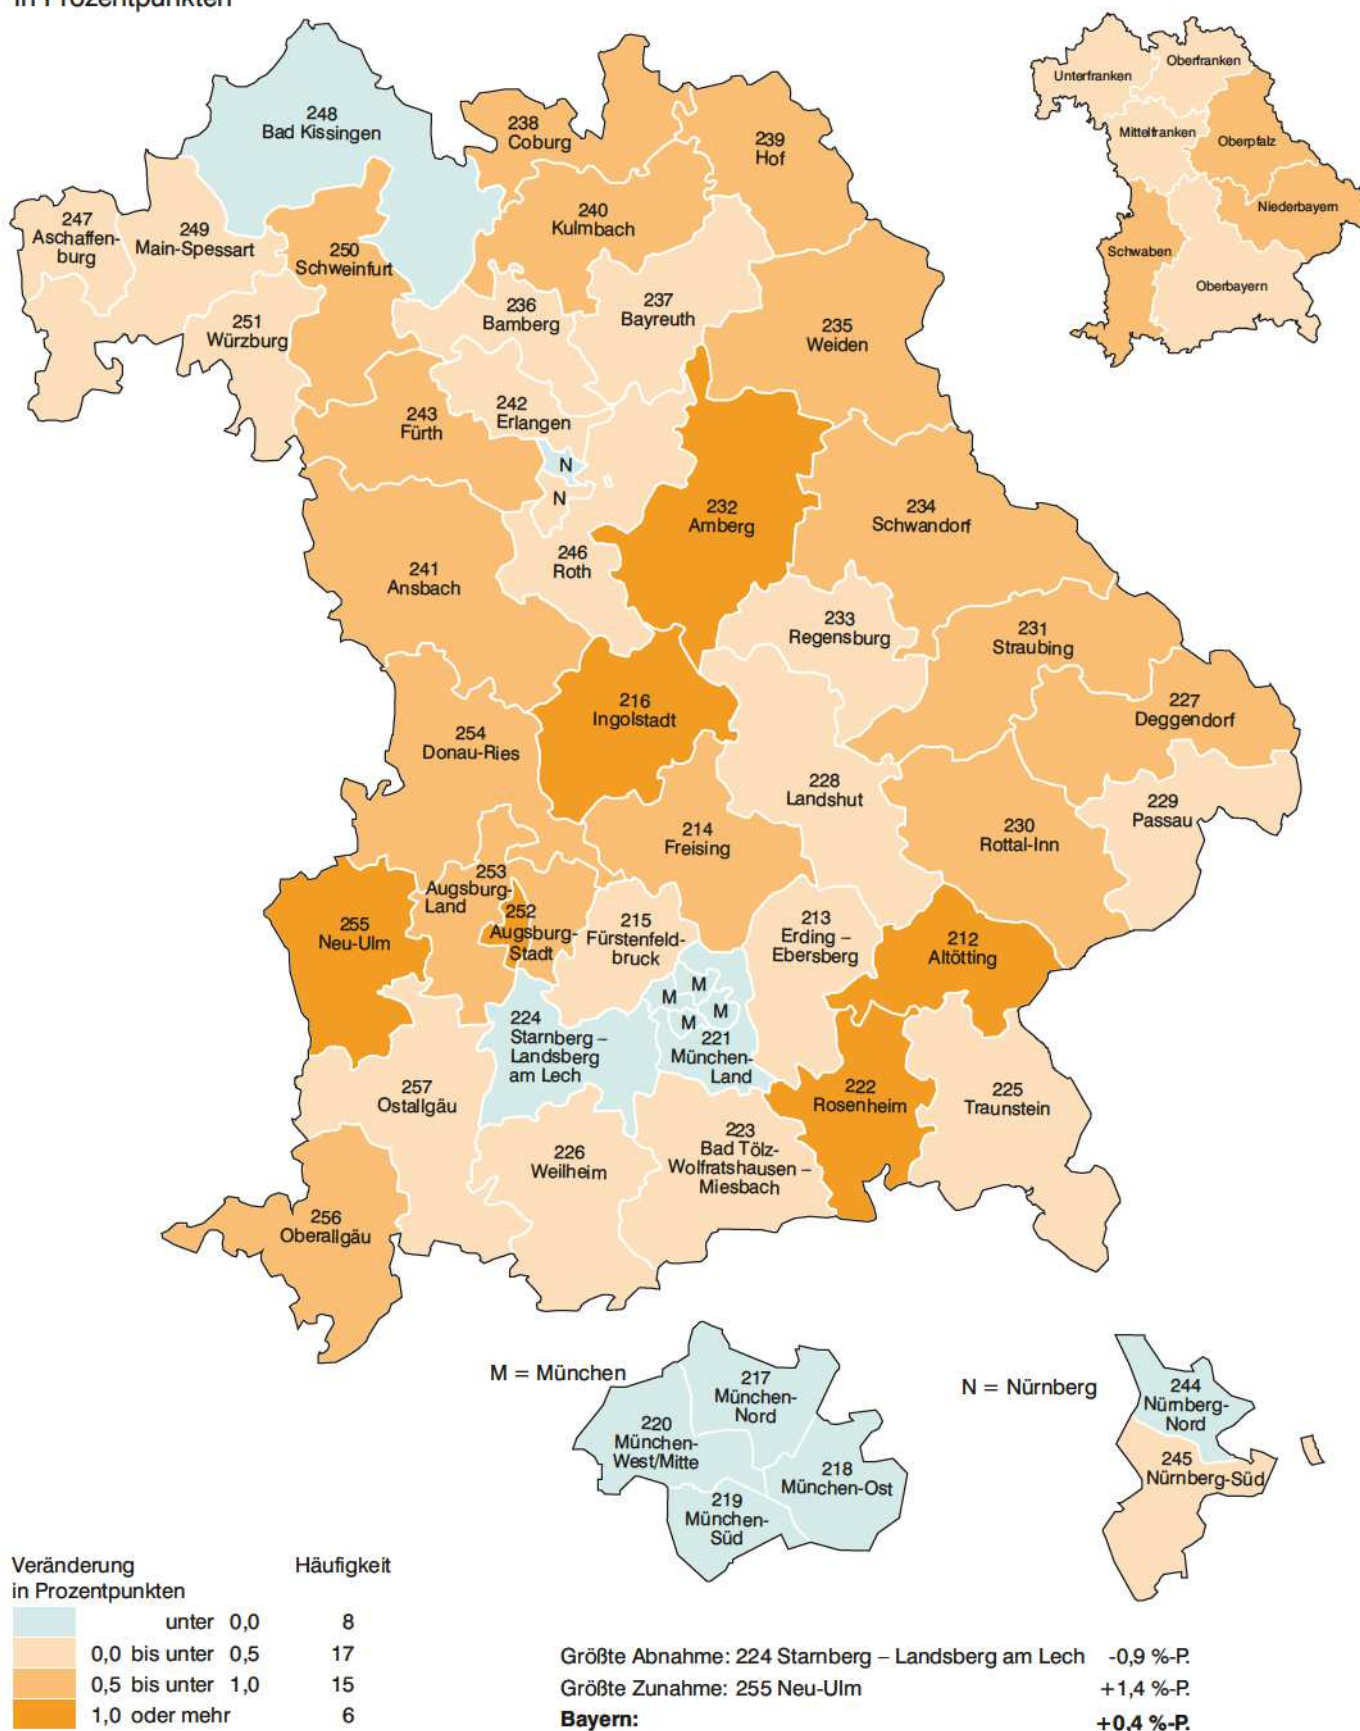 in Prozentpunkten
248
Bad Kissingen
238
Coburg
239
Hof
247
Aschaffen-
burg
249
Main-Spessart
250
Schweinfurt
240
Kulmbach
251
Würzburg
236
Bamberg
237
Bayreuth
235
Weiden
243
Fürth
242
Erlangen
N
N
232
Amberg
234
Schwandorf
241
Ansbach
246
Roth
233
Regensburg
231
Straubing
216
Ingolstadt
227
Deggendorf
254
Donau-Ries
228
Landshut
229
Passau
214
Freising
230
Rottal-Inn
253
Augsburg-
Land
252
Augsburg-
Stadt
255
Neu-Ulm
215
Fürstenfeld-
bruck
213
Erding –
Ebersberg
212
Altötting
M
M
M
M
224
Starnberg –
Landsberg
am Lech
221
München-
Land
257
Ostallgäu
222
Rosenheim
225
Traunstein
226
Weilheim
223
Bad Tölz-
Wolfratshausen –
Miesbach
256
Oberallgäu
Unterfranken
Oberfranken
Mittelfranken
Oberpfalz
Niederbayern
Schwaben
Oberbayern
M = München
217
München-
Nord
220
München-
West/Mitte
218
München-Ost
219
München-
Süd
N = Nürnberg
244
Nürnberg-
Nord
245
Nürnberg-Süd
Veränderung Häufigkeit
in Prozentpunkten
unter 0,0 8
0,0 bis unter 0,5 17
0,5 bis unter 1,0 15
1,0 oder mehr 6
Größte Abnahme: 224 Starnberg – Landsberg am Lech -0,9 %-P.
Größte Zunahme: 255 Neu-Ulm +1,4 %-P.
Bayern: +0,4 %-P.